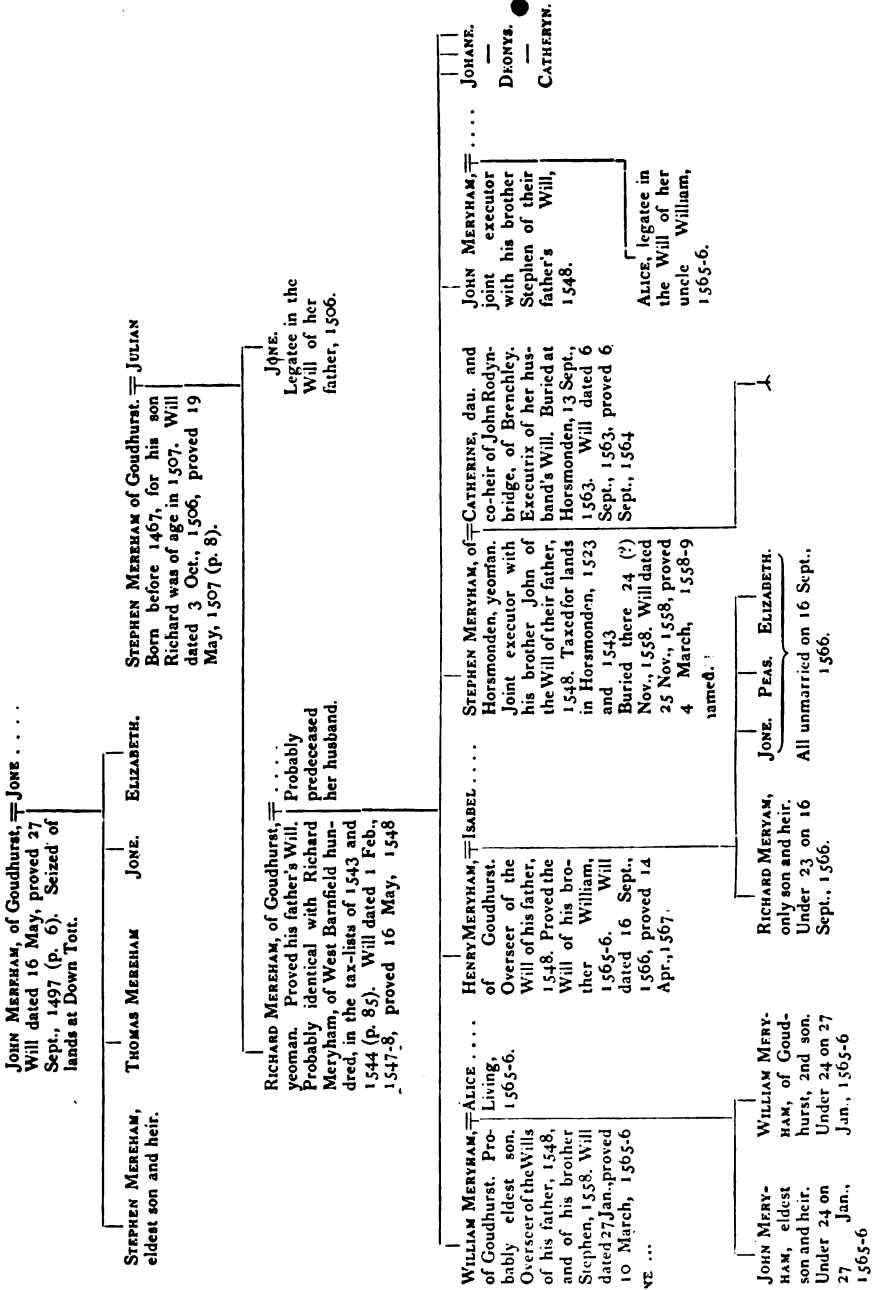 JOHN MEREHAM, of Goudhurst, = JONE ....
Will dated 16 May, proved 27
Sept., 1497 (p. 6). Seized of
lands at Down Tott.
STEPHEN MEREHAM,
eldest son and heir.
THOMAS MEREHAM
JONE.
ELIZABETH.
STEPHEN MEREHAM of Goudhurst. = JULIAN
Born before 1467, for his son
Richard was of age in 1507. Will
dated 3 Oct., 1506, proved 19
May, 1507 (p. 8).
RICHARD MEREHAM, of Goudhurst, = ....
yeoman. Proved his father's Will.
Probably identical with Richard
Meryham, of West Barnfield hun-
dred, in the tax-lists of 1543 and
1544 (p. 85). Will dated 1 Feb.,
1547-8, proved 16 May, 1548
Probably
predeceased
her husband.
JONE.
Legatee in the
Will of her
father, 1506.
WILLIAM MERYHAM, = ALICE ....
of Goudhurst. Pro-
bably eldest son.
Overseer of the Wills
of his father, 1548,
and of his brother
Stephen, 1558. Will
dated 27 Jan., proved
10 March, 1565-6
NE ...
Living,
1565-6.
HENRY MERYHAM, = ISABEL ....
of Goudhurst.
Overseer of the
Will of his father,
1548. Proved the
Will of his bro-
ther William,
1565-6. Will
dated 16 Sept.,
1566, proved 14
Apr., 1567.
STEPHEN MERYHAM, of
Horsmonden, yeoman.
Joint executor with
his brother John of
the Will of their father,
1548. Taxed for lands
in Horsmonden, 1523
and 1543
Buried there 24 (?)
Nov., 1558. Will dated
25 Nov., 1558, proved
4 March, 1558-9
named.
= CATHERINE, dau. and
co-heir of John Rodyn-
bridge, of Brenchley.
Executrix of her hus-
band's Will. Buried at
Horsmonden, 13 Sept.,
1563. Will dated 6
Sept., 1563, proved 6
Sept., 1564
JOHN MERYHAM, = ....
joint executor
with his brother
Stephen of their
father's Will,
1548.
JOHANE.
—
DEONYS.
—
CATHERYN.
JOHN MERY-
HAM, eldest
son and heir.
Under 24 on
27 Jan.,
1565-6
WILLIAM MERY-
HAM, of Goud-
hurst, 2nd son.
Under 24 on 27
Jan., 1565-6
RICHARD MERYAM,
only son and heir.
Under 23 on 16
Sept., 1566.
JONE. PEAS. ELIZABETH.
All unmarried on 16 Sept.,
1566.
ALICE, legatee in
the Will of her
uncle William,
1565-6.